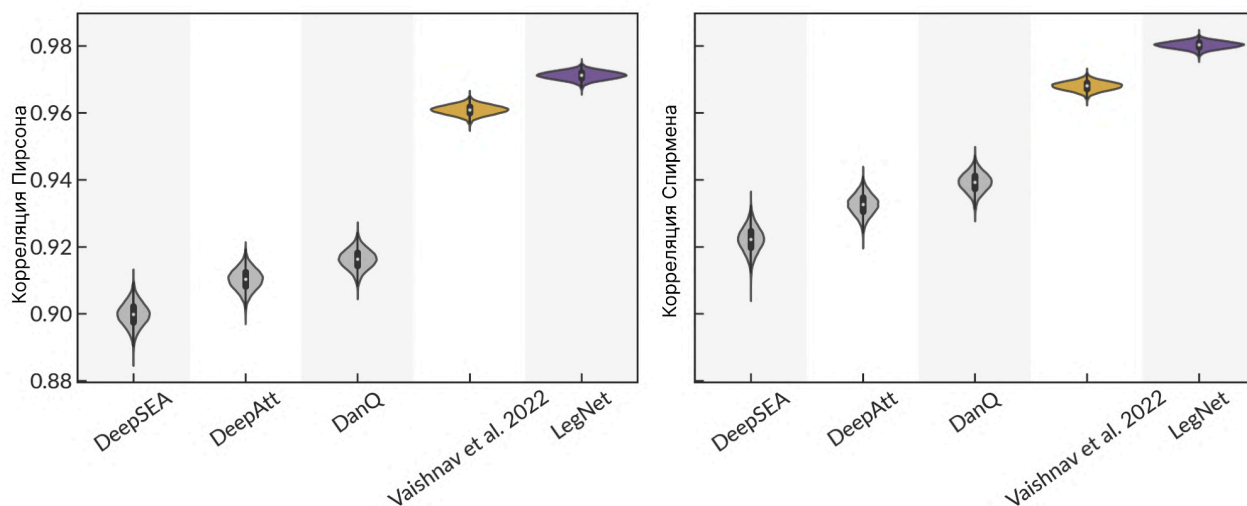 Корреляция Пирсона
0.98
0.96
0.94
0.92
0.90
0.88
DeepSEA
DeepAtt
DanQ
Vaishnav et al. 2022
LegNet
Корреляция Спирмена
DeepSEA
DeepAtt
DanQ
Vaishnav et al. 2022
LegNet